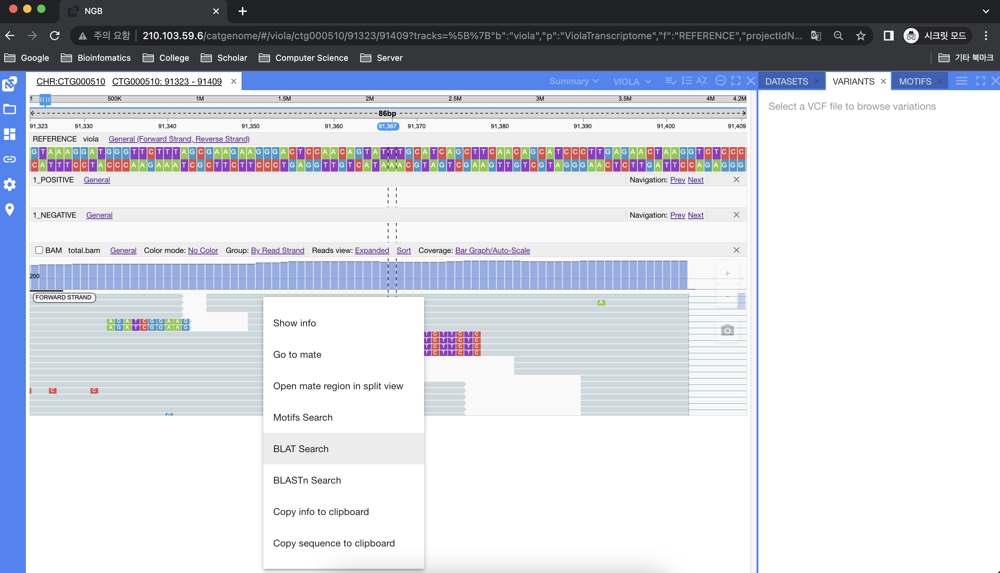 NGB
주의 요함 210.103.59.6/catgenome/#/viola/ctg000510/91323/91409?tracks=%5B%7B"b":"viola","p":"ViolaTranscriptome","f":"REFERENCE","projectIdN... 시크릿 모드
Google Bioinfomatics College Scholar Computer Science Server 기타 북마크
CHR:CTG000510 CTG000510: 91323 - 91409 Summary VIOLA AZ DATASETS VARIANTS MOTIFS
1 500K 1M 1.5M 2M 2.5M 3M 3.5M 4M 4.2M
Select a VCF file to browse variations
86bp
91,323 91,330 91,340 91,350 91,360 91,367 91,370 91,380 91,390 91,400 91,409
REFERENCE viola General (Forward Strand, Reverse Strand)
G T A A A G G A T G G G T T C T T T A G C G A A G A A G G G A C T C C A A C A G T A T T T G C A T C A G C T T C A A C A G C A T C C C T T G A G A A C T A A G G T C T C C C
C A T T T C C T A C C C A A G A A A T C G C T T C T T C C C T G A G G T T G T C A T A A A C G T A G T C G A A G T T G T C G T A G G G A A C T C T T G A T T C C A G A G G G
1_POSITIVE General Navigation: Prev Next
1_NEGATIVE General Navigation: Prev Next
BAM total.bam General Color mode: No Color Group: By Read Strand Reads view: Expanded Sort Coverage: Bar Graph/Auto-Scale
+
200
-
FORWARD STRAND
A
A G A T C G G A A G
A G A T C G G A A G
T C T T C T C
T C T T C T C
T C T T C T C
T C T T C T C
C C
G
Show info
Go to mate
Open mate region in split view
Motifs Search
BLAT Search
BLASTn Search
Copy info to clipboard
Copy sequence to clipboard